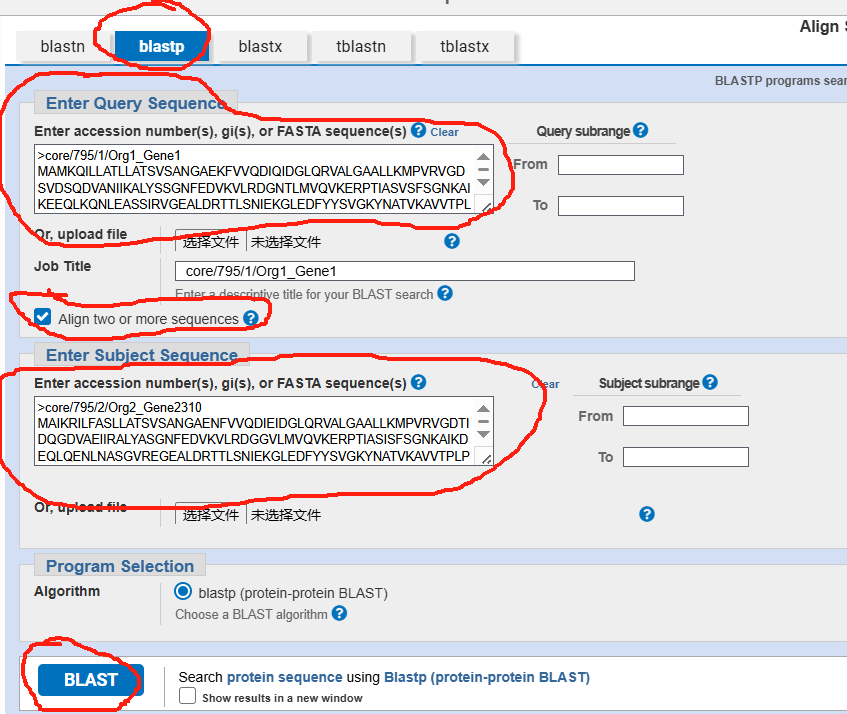 Align
blastn blastp blastx tblastn tblastx
BLASTP programs
Enter Query Sequence
Enter accession number(s), gi(s), or FASTA sequence(s) ? Clear Query subrange ?
>core/795/1/Org1_Gene1
MAMKQILLATLLATSVSANGAEKFVVQDIQIDGLQRVALGAALLKMPVRVGD
SVDSQDVANIIKALYSSGNFEDVKVLRDGNTLMVQVKERPTIASVSFSGNKAI
KEEQLKQNLEASSIRVGEALDRTTLSNIEKGLEDFYYSVGKYNATVKAVVTPL
From
To
Or, upload file 选择文件 未选择文件 ?
Job Title core/795/1/Org1_Gene1
Enter a descriptive title for your BLAST search ?
Align two or more sequences ?
Enter Subject Sequence
Enter accession number(s), gi(s), or FASTA sequence(s) ? Clear Subject subrange ?
>core/795/2/Org2_Gene2310
MAIKRILFASLLATSVSANGAENFVVQDIEIDGLQRVALGAALLKMPVRVGDTI
DQGDVAEIIRALYASGNFEDVKVLRDGGVLMVQVKERPTIASISFSGNKAIKD
EQLQENLNASGVREGEALDRTTLSNIEKGLEDFYYSVGKYNATVKAVVTPLP
From
To
Or, upload file 选择文件 未选择文件 ?
Program Selection
Algorithm blastp (protein-protein BLAST)
Choose a BLAST algorithm ?
BLAST Search protein sequence using Blastp (protein-protein BLAST)
Show results in a new window